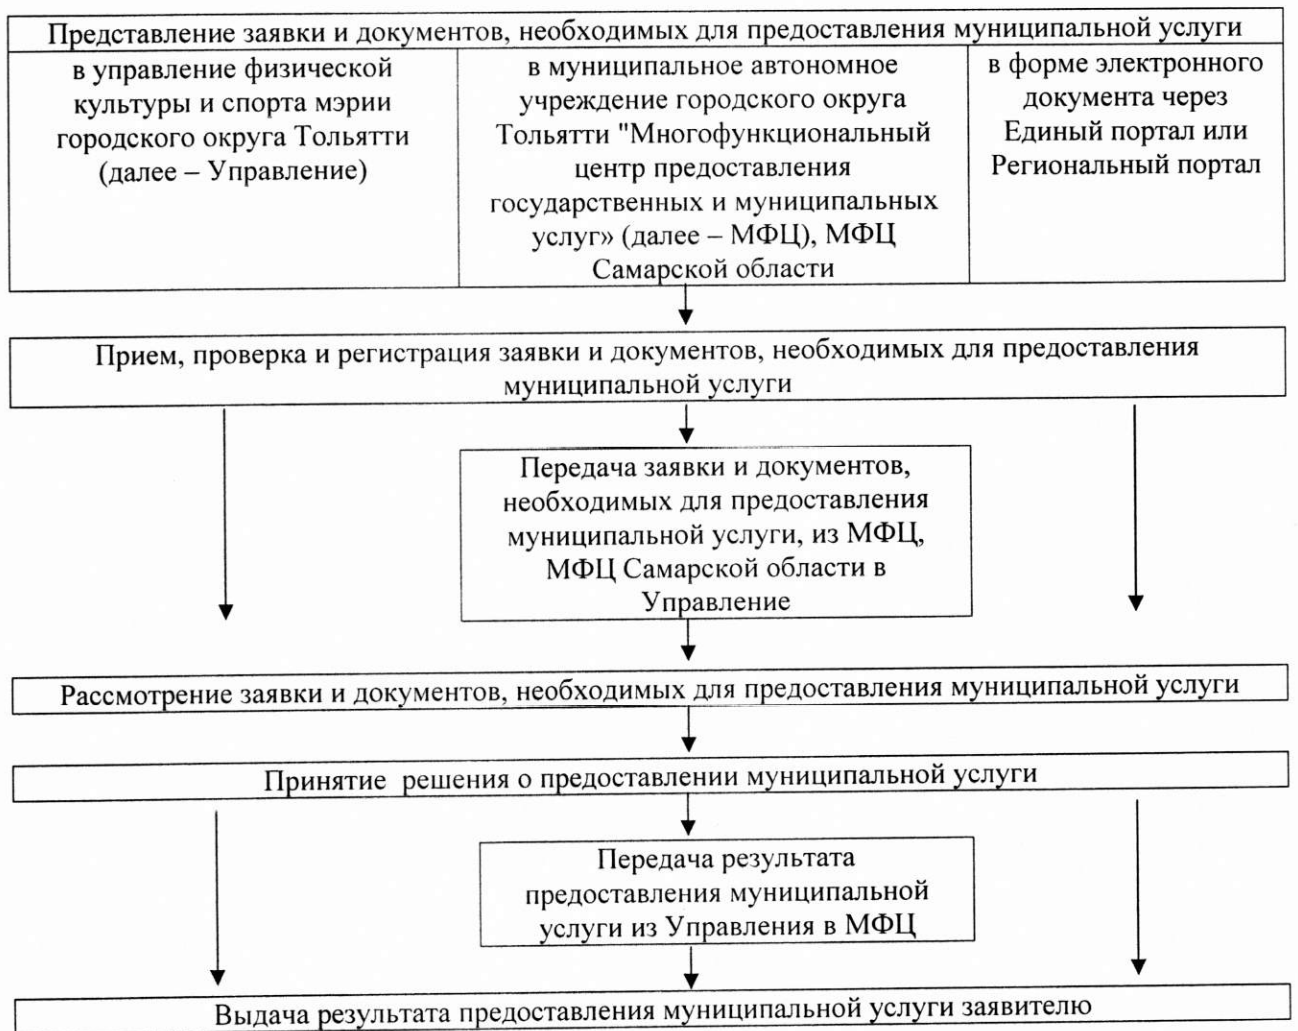 Представление заявки и документов, необходимых для предоставления муниципальной услуги
в управление физической
культуры и спорта мэрии
городского округа Тольятти
(далее – Управление)
в муниципальное автономное
учреждение городского округа
Тольятти "Многофункциональный
центр предоставления
государственных и муниципальных
услуг» (далее – МФЦ), МФЦ
Самарской области
в форме электронного
документа через
Единый портал или
Региональный портал
Прием, проверка и регистрация заявки и документов, необходимых для предоставления
муниципальной услуги
Передача заявки и документов,
необходимых для предоставления
муниципальной услуги, из МФЦ,
МФЦ Самарской области в
Управление
Рассмотрение заявки и документов, необходимых для предоставления муниципальной услуги
Принятие решения о предоставлении муниципальной услуги
Передача результата
предоставления муниципальной
услуги из Управления в МФЦ
Выдача результата предоставления муниципальной услуги заявителю